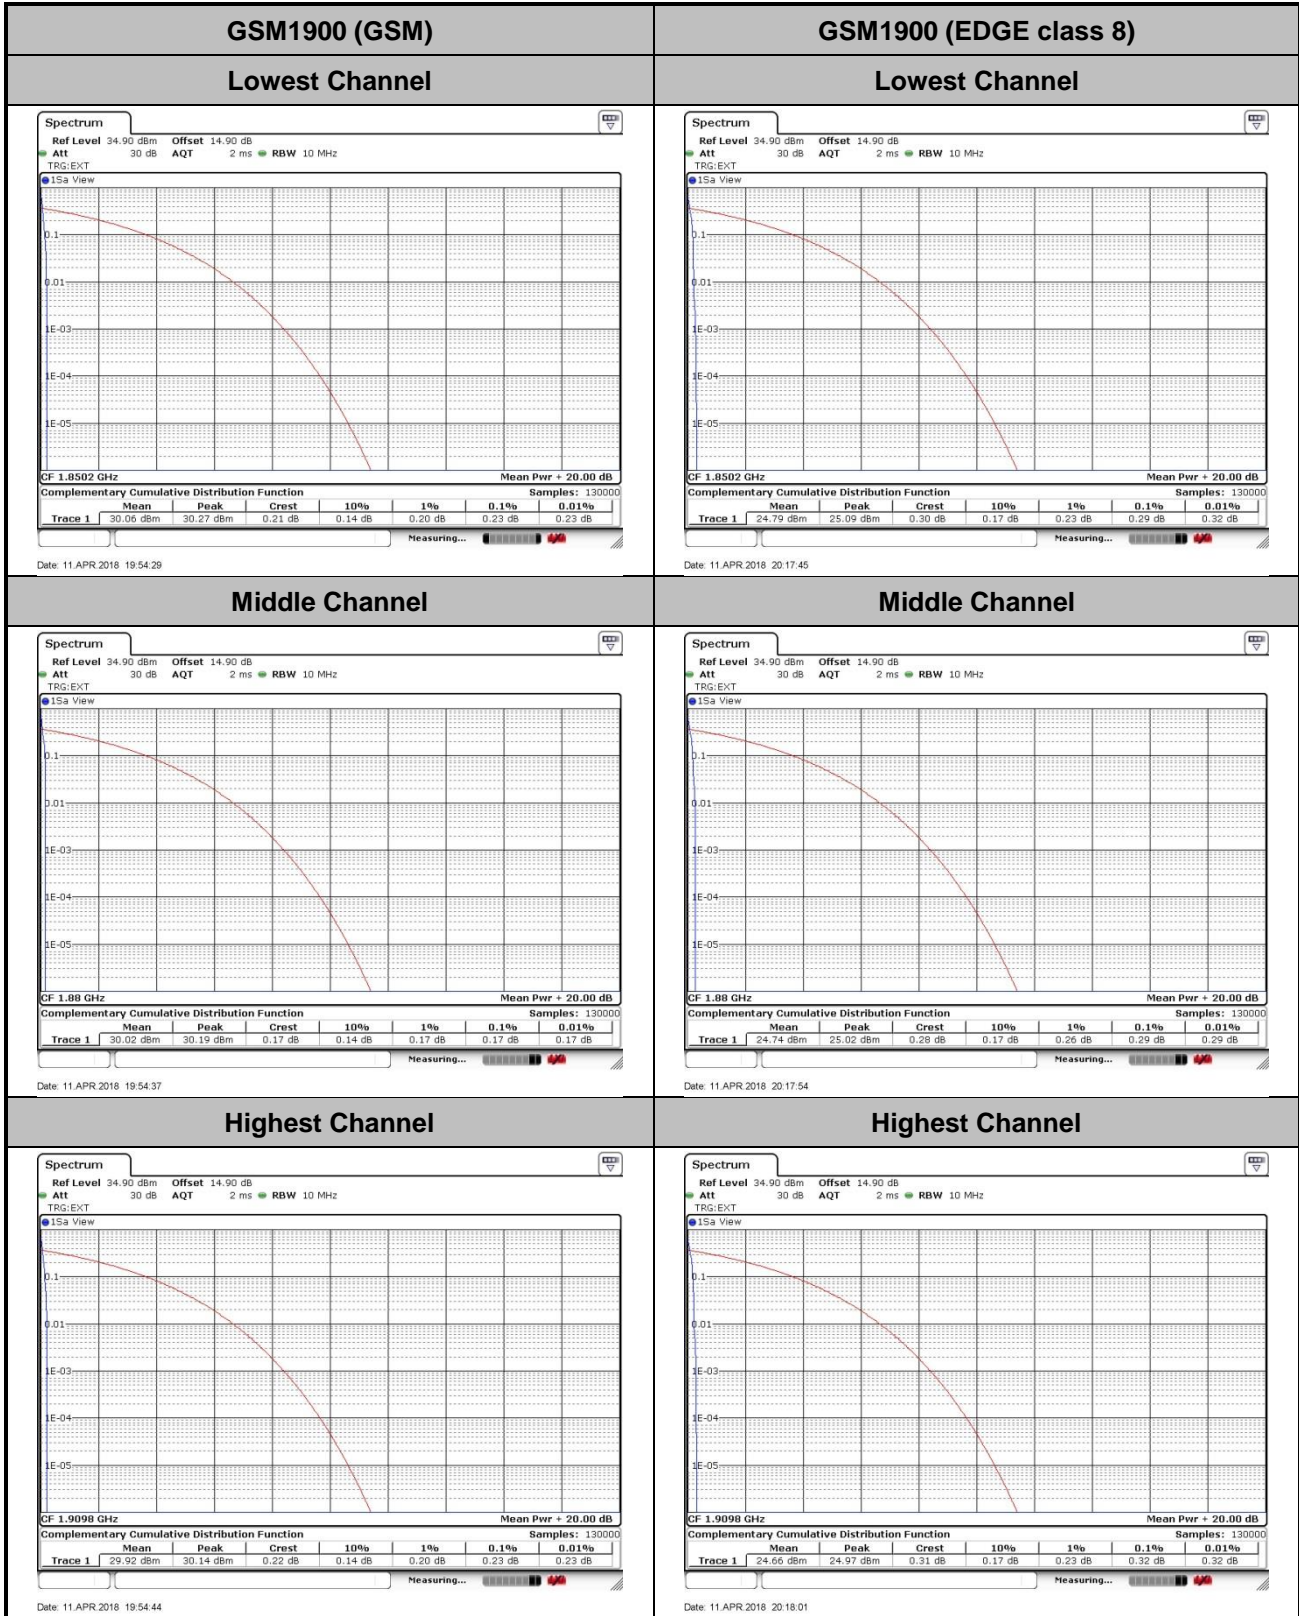 GSM1900 (GSM)
GSM1900 (EDGE class 8)
Lowest Channel
Lowest Channel
Spectrum
Ref Level 34.90 dBm Offset 14.90 dB
Att 30 dB AQT 2 ms RBW 10 MHz
TRG:EXT
1Sa View
0.1
0.01
1E-03
1E-04
1E-05
CF 1.8502 GHz Mean Pwr + 20.00 dB
Complementary Cumulative Distribution Function Samples: 130000
Mean Peak Crest 10% 1% 0.1% 0.01%
Trace 1 30.06 dBm 30.27 dBm 0.21 dB 0.14 dB 0.20 dB 0.23 dB 0.23 dB
Measuring...
Date: 11.APR.2018 19:54:29
Spectrum
Ref Level 34.90 dBm Offset 14.90 dB
Att 30 dB AQT 2 ms RBW 10 MHz
TRG:EXT
1Sa View
0.1
0.01
1E-03
1E-04
1E-05
CF 1.8502 GHz Mean Pwr + 20.00 dB
Complementary Cumulative Distribution Function Samples: 130000
Mean Peak Crest 10% 1% 0.1% 0.01%
Trace 1 24.79 dBm 25.09 dBm 0.30 dB 0.17 dB 0.23 dB 0.29 dB 0.32 dB
Measuring...
Date: 11.APR.2018 20:17:45
Middle Channel
Middle Channel
Spectrum
Ref Level 34.90 dBm Offset 14.90 dB
Att 30 dB AQT 2 ms RBW 10 MHz
TRG:EXT
1Sa View
0.1
0.01
1E-03
1E-04
1E-05
CF 1.88 GHz Mean Pwr + 20.00 dB
Complementary Cumulative Distribution Function Samples: 130000
Mean Peak Crest 10% 1% 0.1% 0.01%
Trace 1 30.02 dBm 30.19 dBm 0.17 dB 0.14 dB 0.17 dB 0.17 dB 0.17 dB
Measuring...
Date: 11.APR.2018 19:54:37
Spectrum
Ref Level 34.90 dBm Offset 14.90 dB
Att 30 dB AQT 2 ms RBW 10 MHz
TRG:EXT
1Sa View
0.1
0.01
1E-03
1E-04
1E-05
CF 1.88 GHz Mean Pwr + 20.00 dB
Complementary Cumulative Distribution Function Samples: 130000
Mean Peak Crest 10% 1% 0.1% 0.01%
Trace 1 24.74 dBm 25.02 dBm 0.28 dB 0.17 dB 0.26 dB 0.29 dB 0.29 dB
Measuring...
Date: 11.APR.2018 20:17:54
Highest Channel
Highest Channel
Spectrum
Ref Level 34.90 dBm Offset 14.90 dB
Att 30 dB AQT 2 ms RBW 10 MHz
TRG:EXT
1Sa View
0.1
0.01
1E-03
1E-04
1E-05
CF 1.9098 GHz Mean Pwr + 20.00 dB
Complementary Cumulative Distribution Function Samples: 130000
Mean Peak Crest 10% 1% 0.1% 0.01%
Trace 1 29.92 dBm 30.14 dBm 0.22 dB 0.14 dB 0.20 dB 0.23 dB 0.23 dB
Measuring...
Date: 11.APR.2018 19:54:44
Spectrum
Ref Level 34.90 dBm Offset 14.90 dB
Att 30 dB AQT 2 ms RBW 10 MHz
TRG:EXT
1Sa View
0.1
0.01
1E-03
1E-04
1E-05
CF 1.9098 GHz Mean Pwr + 20.00 dB
Complementary Cumulative Distribution Function Samples: 130000
Mean Peak Crest 10% 1% 0.1% 0.01%
Trace 1 24.66 dBm 24.97 dBm 0.31 dB 0.17 dB 0.23 dB 0.32 dB 0.32 dB
Measuring...
Date: 11.APR.2018 20:18:01